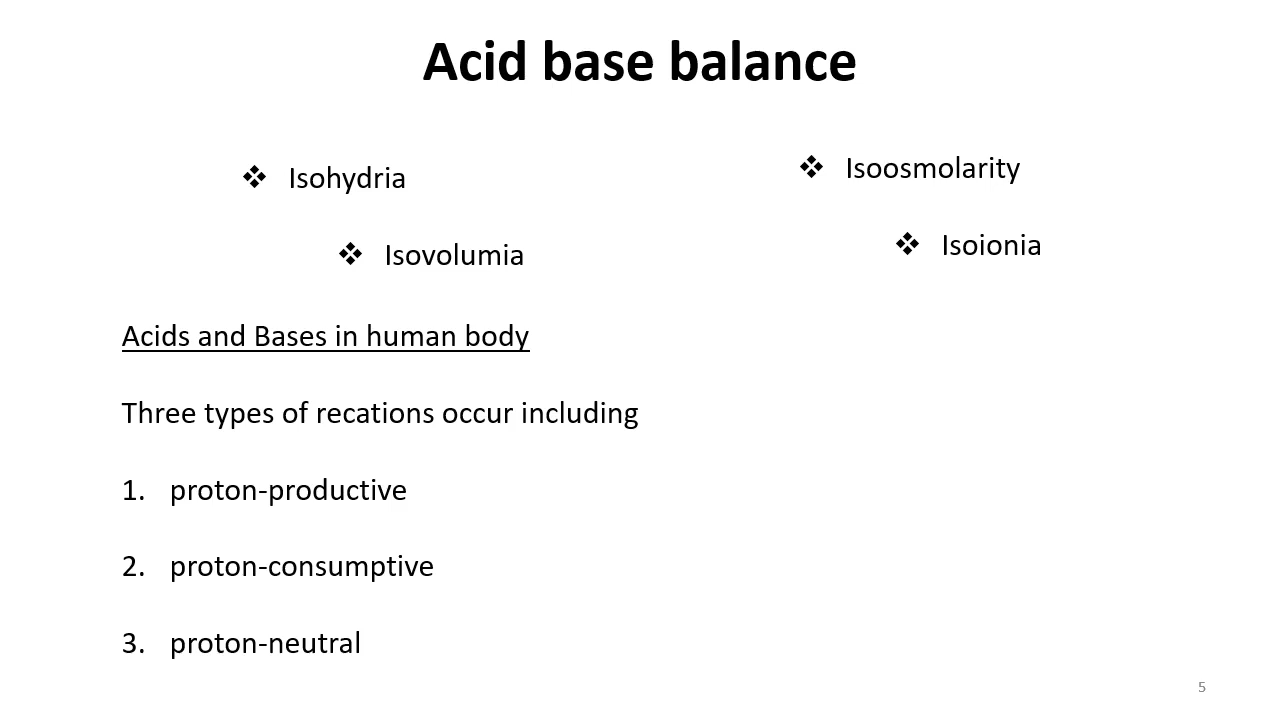 Acid base balance
❖ Isohydria
❖ Isovolumia
❖ Isoosmolarity
❖ Isoionia
Acids and Bases in human body
Three types of recations occur including
1. proton-productive
2. proton-consumptive
3. proton-neutral
5